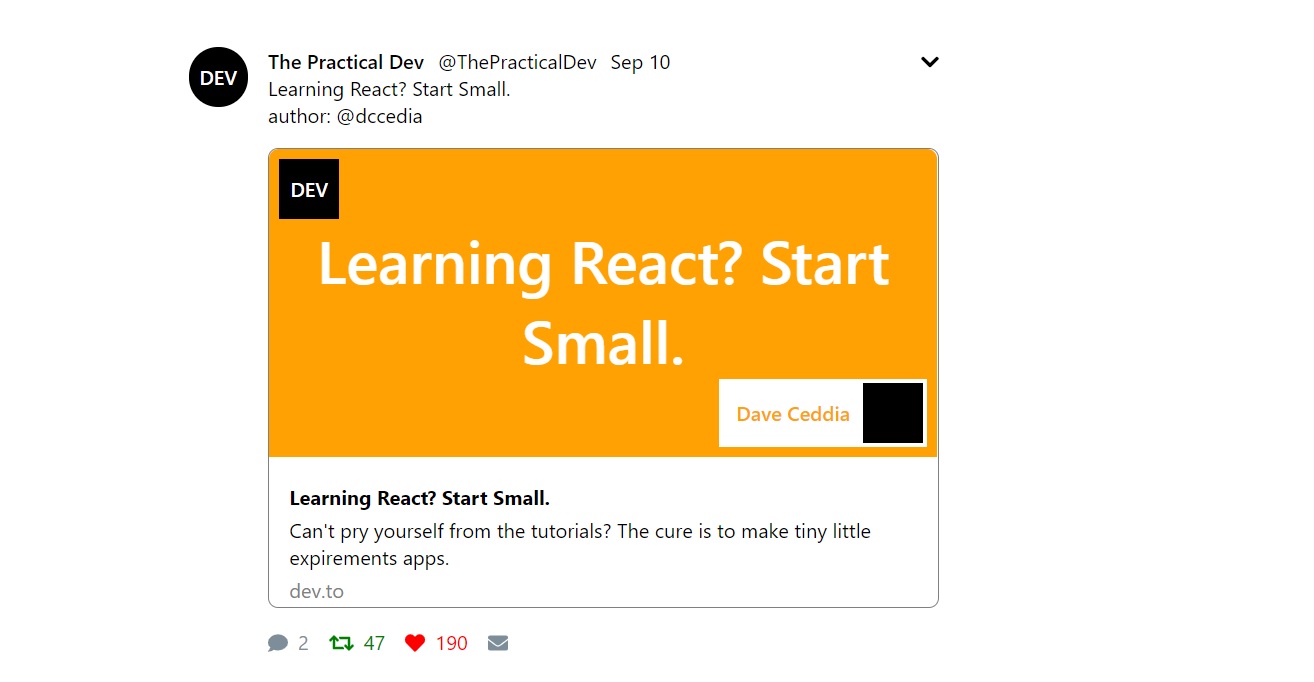 DEV
The Practical Dev @ThePracticalDev Sep 10
Learning React? Start Small.
author: @dccedia
DEV
Learning React? Start
Small.
Dave Ceddia
Learning React? Start Small.
Can't pry yourself from the tutorials? The cure is to make tiny little
expirements apps.
dev.to
2 47 190